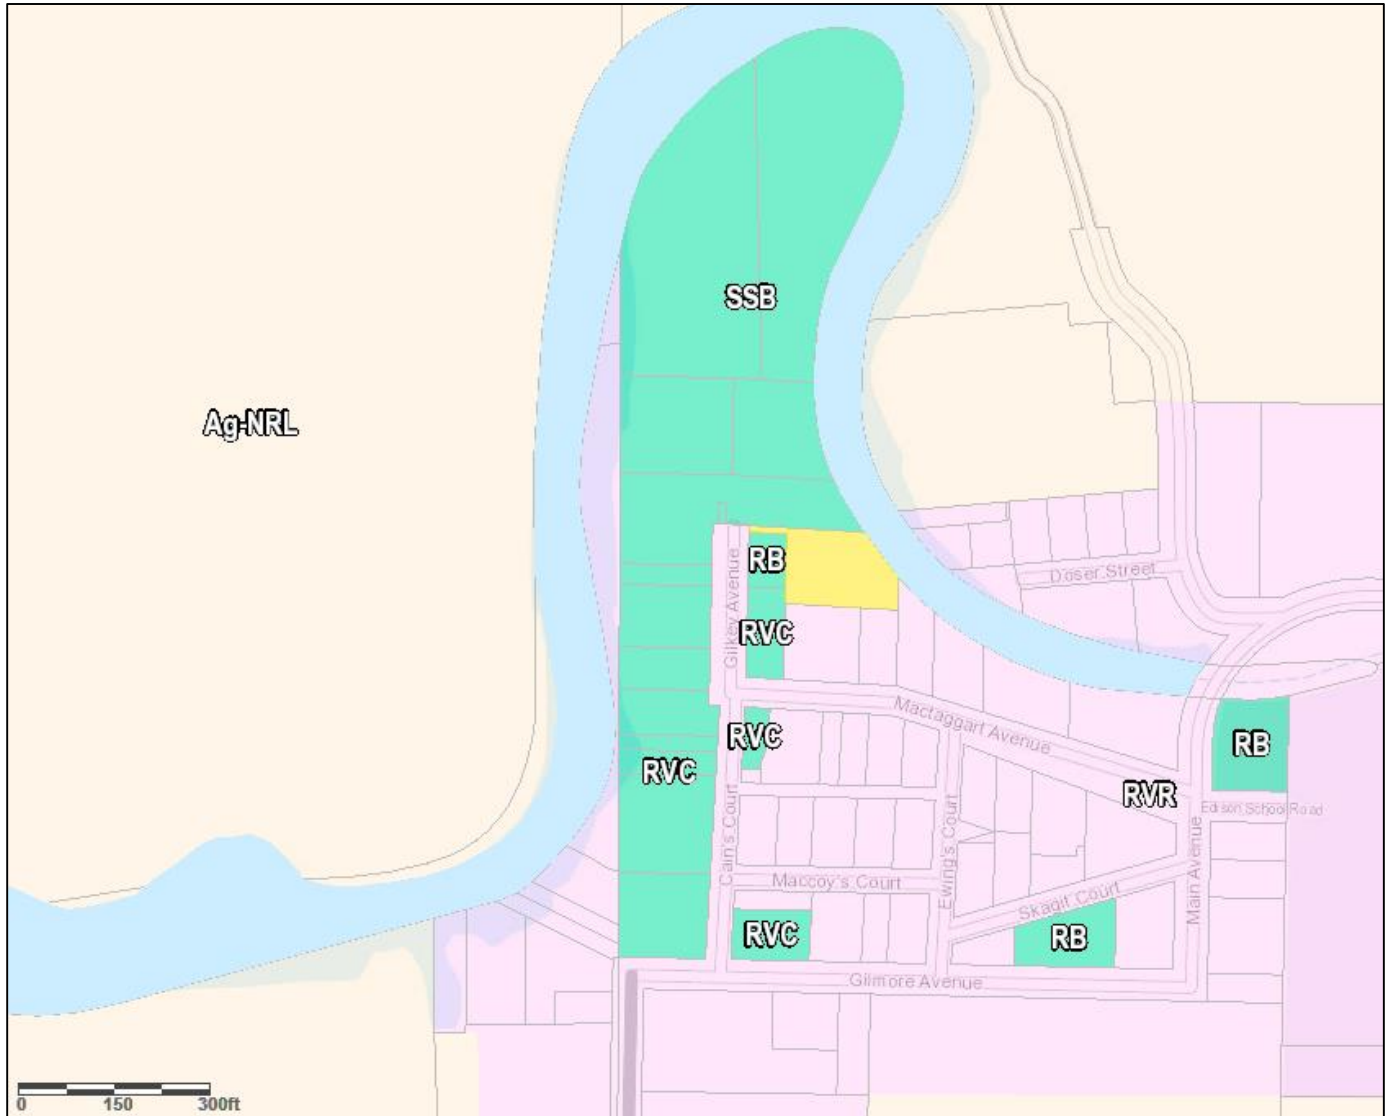 SSB
Ag-NRL
RB
Gilkey Avenue
D'oser Street
RVC
Mactaggart Avenue
RVC
RB
RVC
RVR
Edison School Road
Cain's Court
Ewing's Court
Main Avenue
Maccoy's Court
Skagit Court
RVC
RB
Gilmore Avenue
0 150 300ft